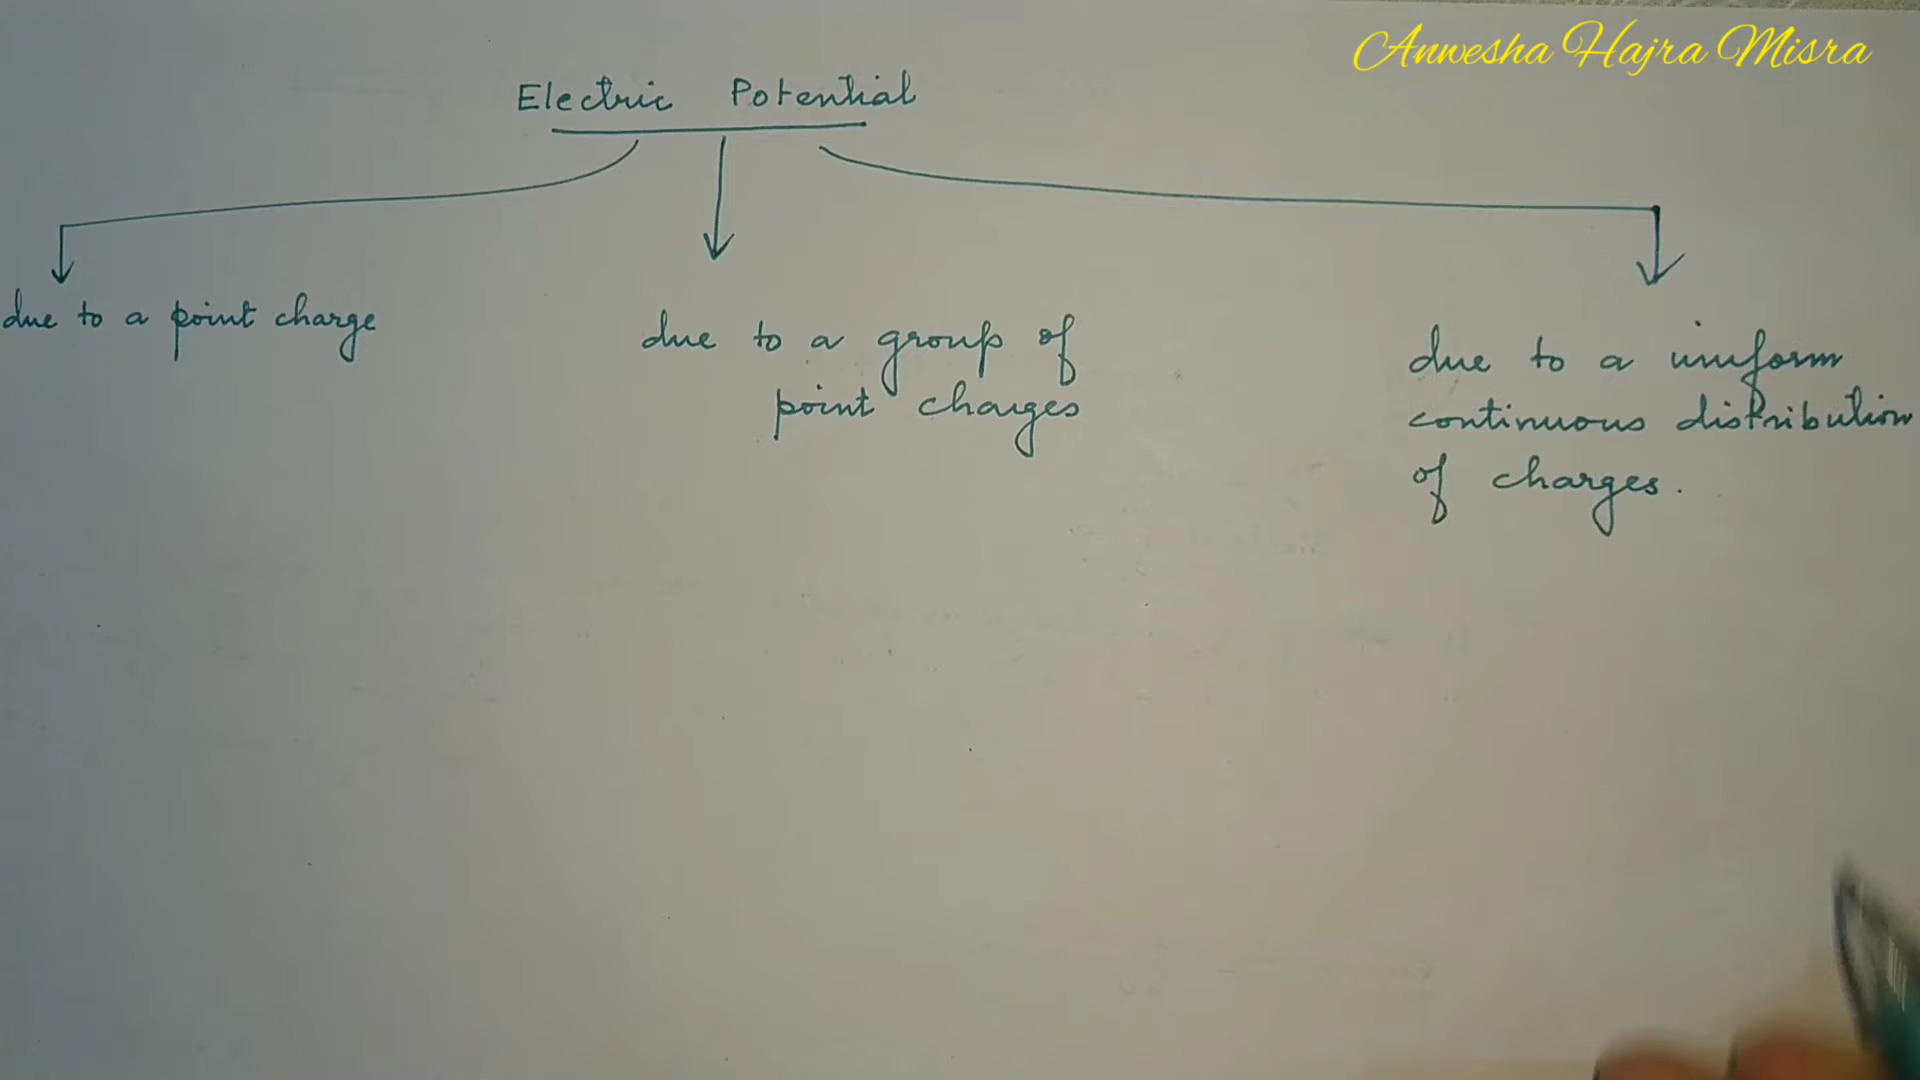 Anwesha Hajra Misra
Electric Potential
due to a point charge
due to a group of
point charges
due to a uniform
continuous distribution
of charges.